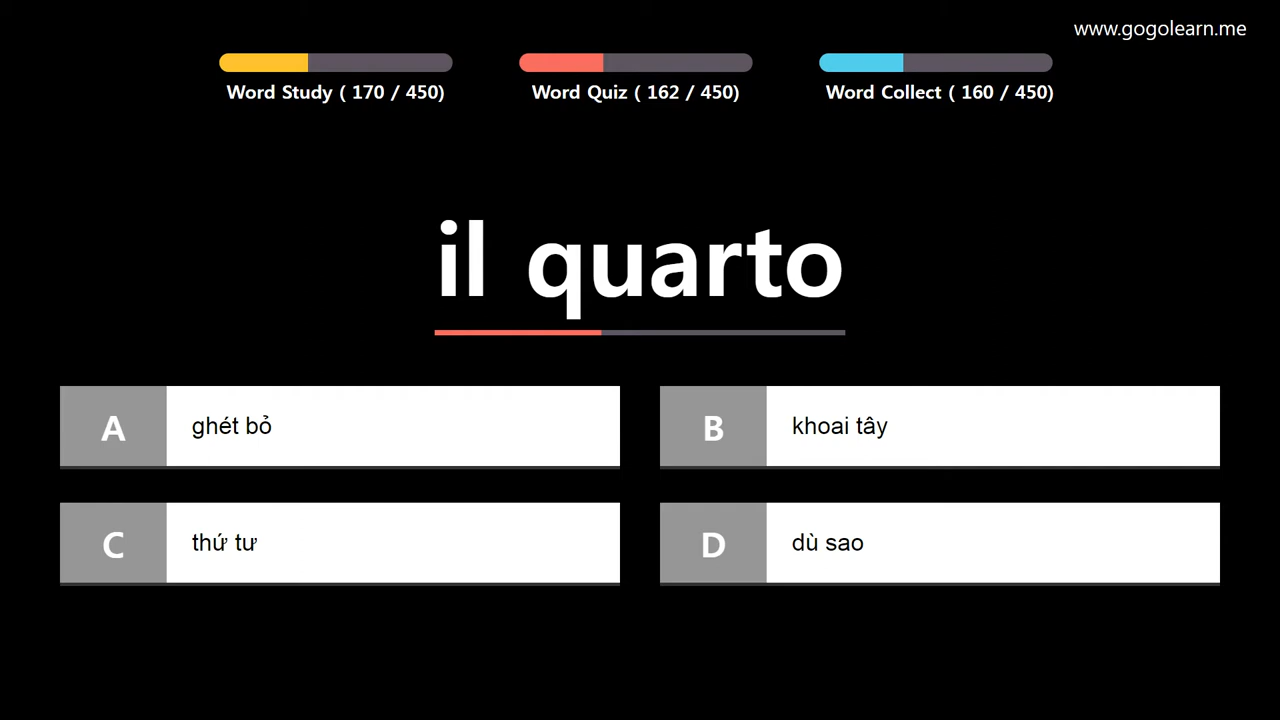 www.gogolearn.me
Word Study ( 170 / 450)
Word Quiz ( 162 / 450)
Word Collect ( 160 / 450)
il quarto
A ghét bỏ
B khoai tây
C thứ tư
D dù sao